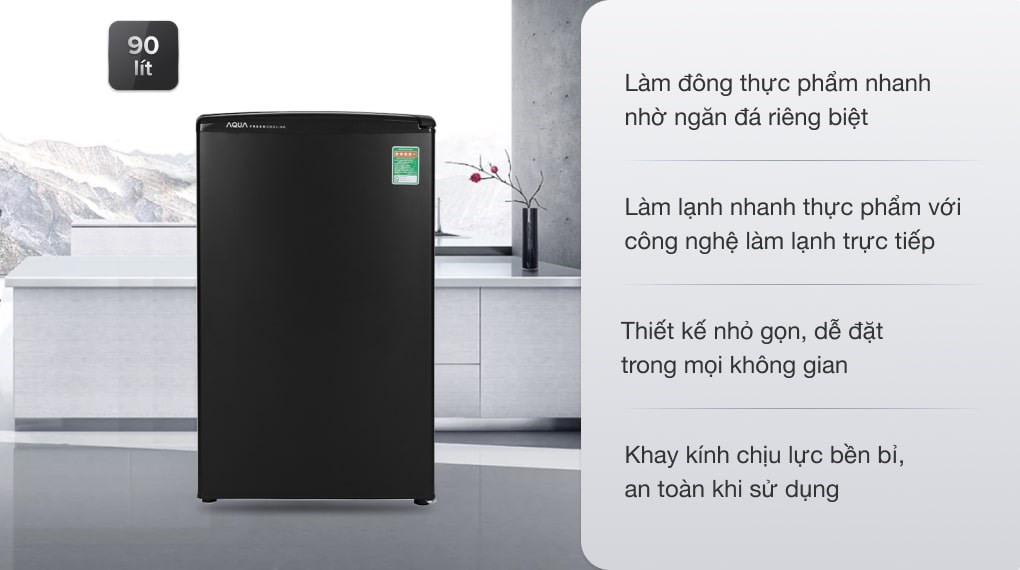 90
lít
AQUA
Làm đông thực phẩm nhanh
nhờ ngăn đá riêng biệt
Làm lạnh nhanh thực phẩm với
công nghệ làm lạnh trực tiếp
Thiết kế nhỏ gọn, dễ đặt
trong mọi không gian
Khay kính chịu lực bền bỉ,
an toàn khi sử dụng